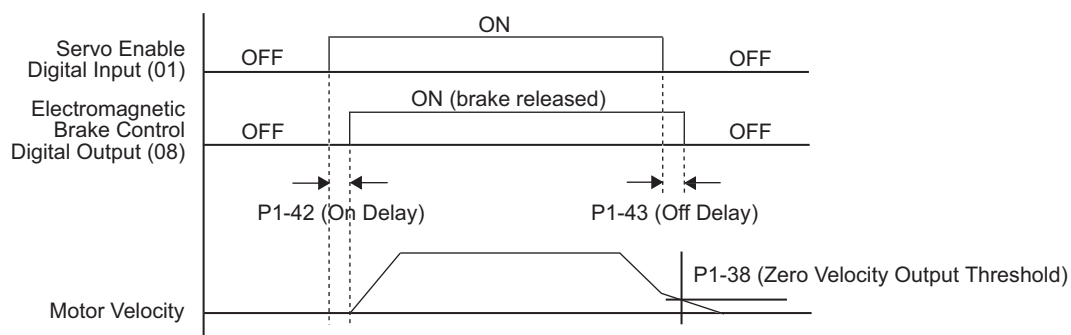 ON
Servo Enable
Digital Input (01)
OFF
OFF
ON (brake released)
Electromagnetic
Brake Control
Digital Output (08)
OFF
OFF
P1-42 (On Delay)
P1-43 (Off Delay)
P1-38 (Zero Velocity Output Threshold)
Motor Velocity